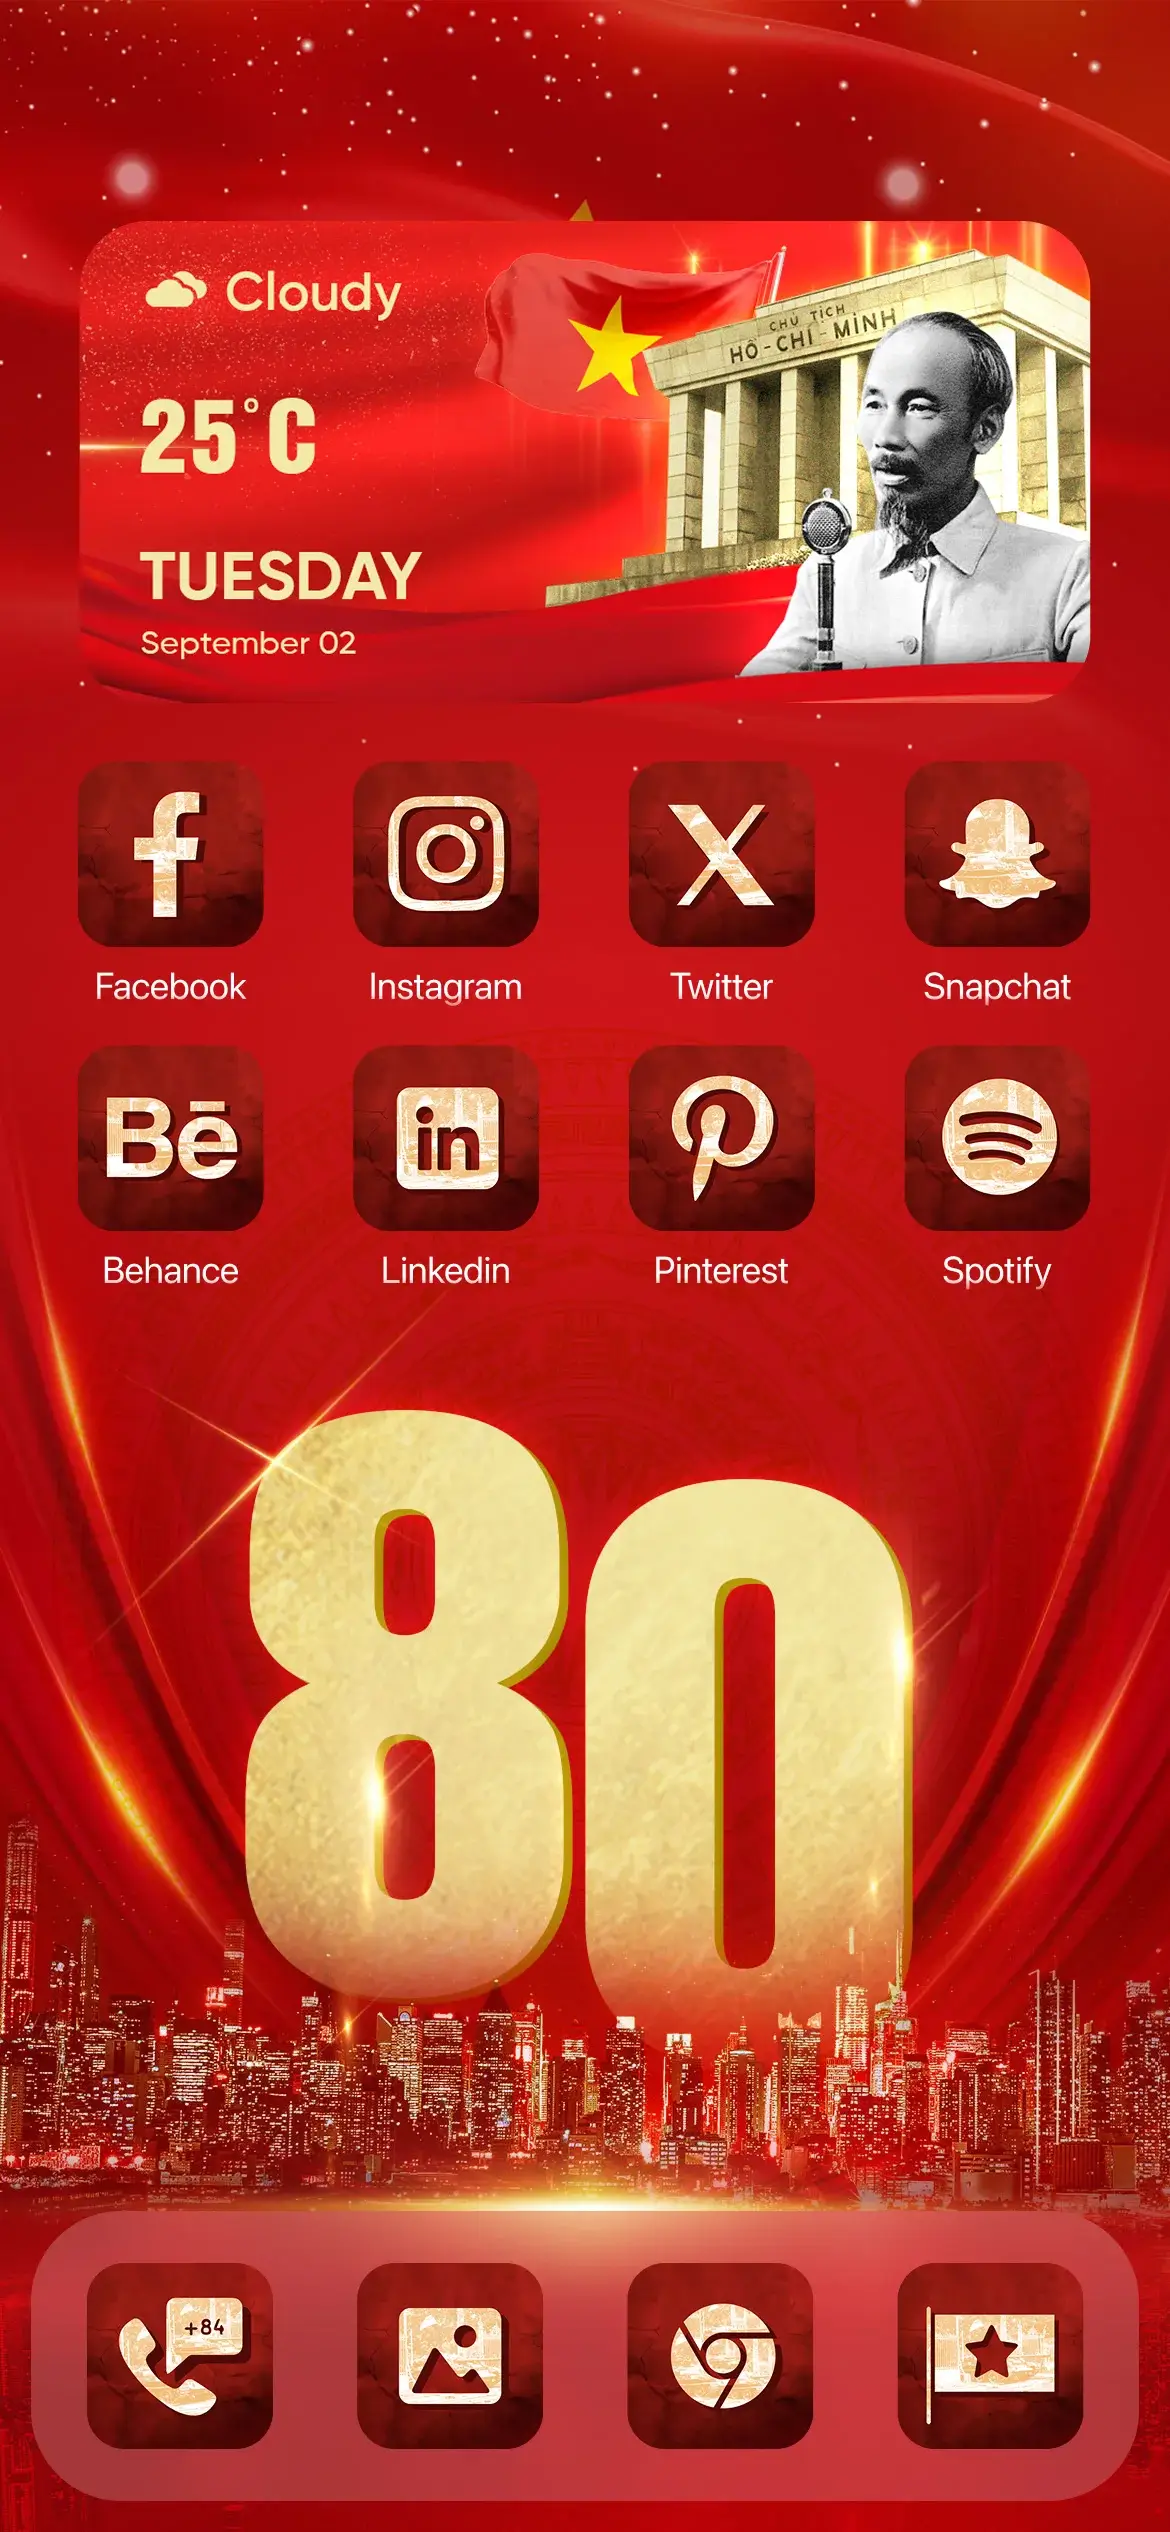 Cloudy
25°C
TUESDAY
September 02
CHỦ TỊCH
HỒ-CHÍ-MINH
Facebook
Instagram
Twitter
Snapchat
Bē
in
Behance
Linkedin
Pinterest
Spotify
80
+84